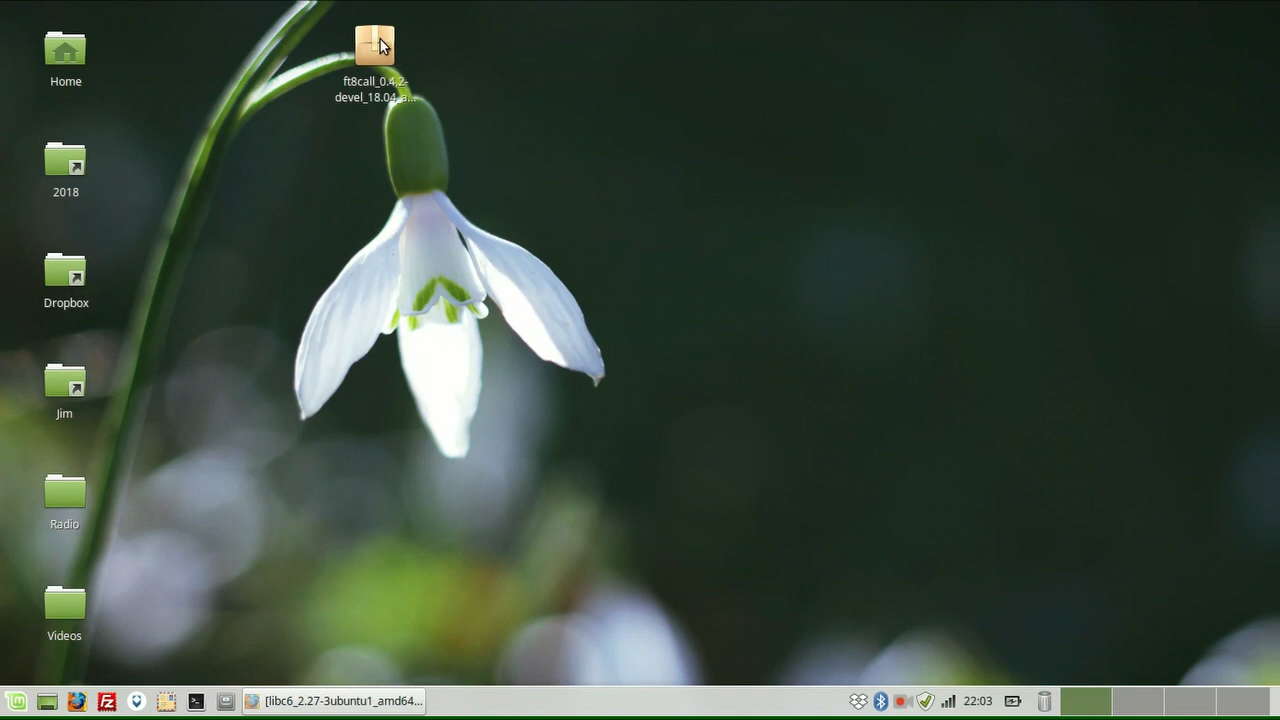 Home
ft8call_0.4.2-
devel_18.04_a...
2018
Dropbox
Jim
Radio
Videos
[libc6_2.27-3ubuntu1_amd64...
22:03